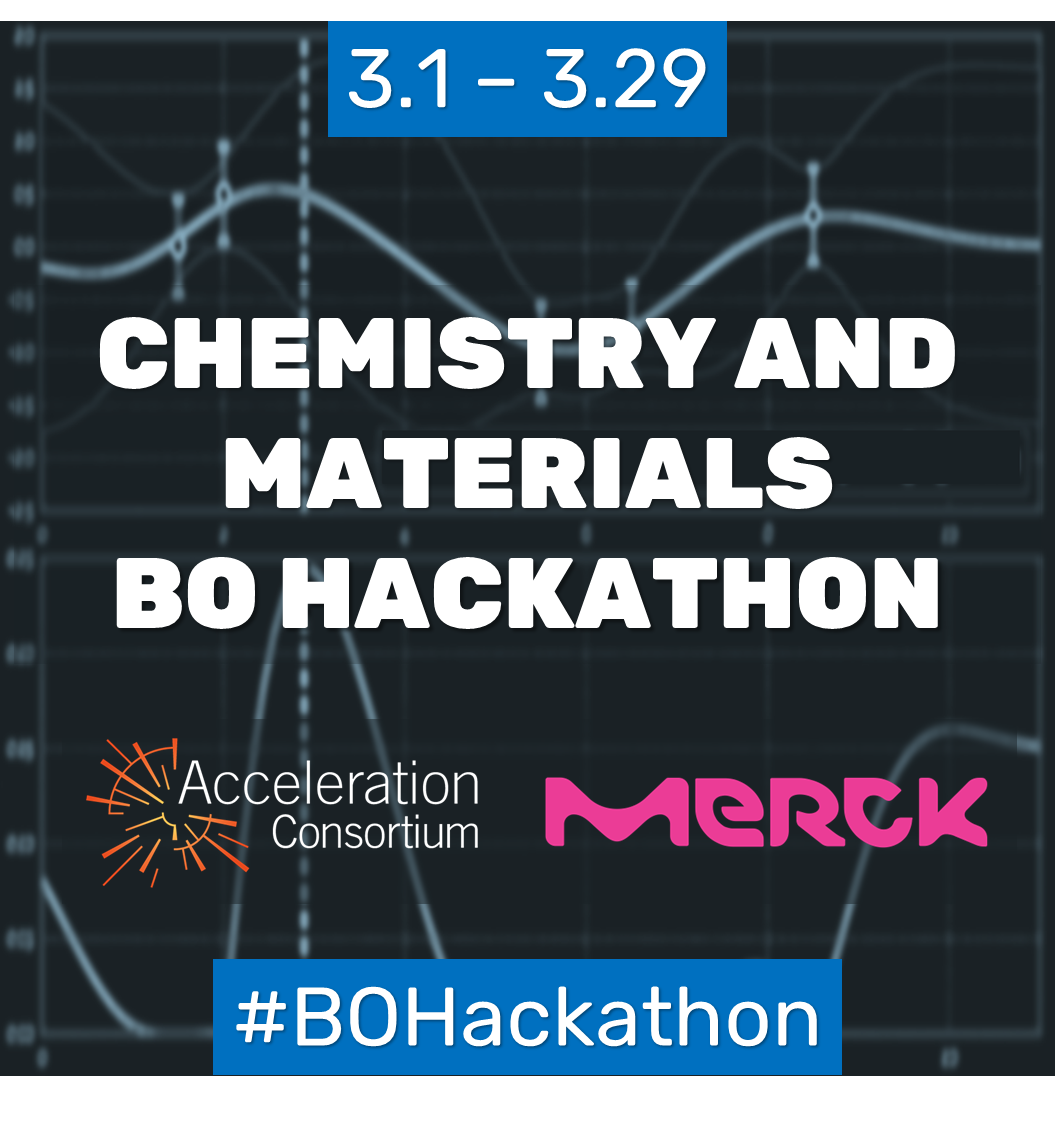 3.1 – 3.29
CHEMISTRY AND
MATERIALS
BO HACKATHON
Acceleration
Consortium
MERCK
#BOHackathon